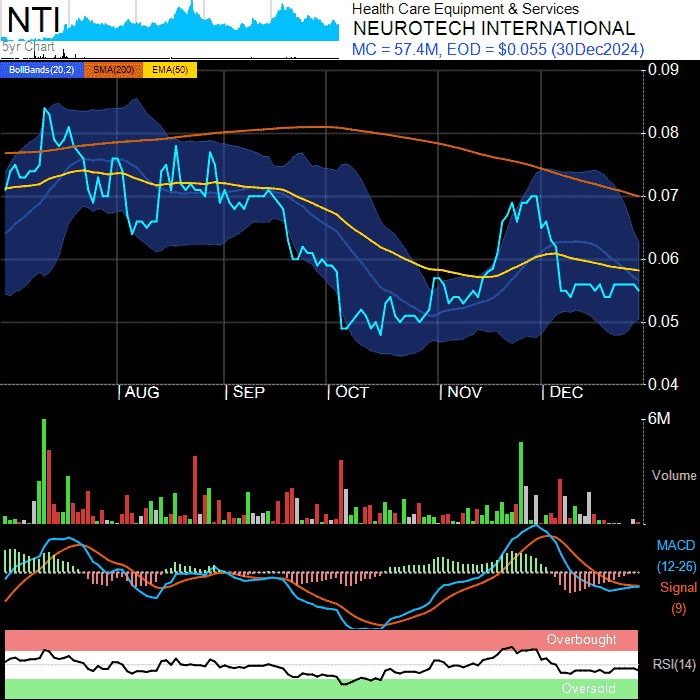 NTI
5yr Chart
Health Care Equipment & Services
NEUROTECH INTERNATIONAL
MC = 57.4M, EOD = $0.055 (30Dec2024)
BollBands(20,2) SMA(200) EMA(50)
0.09
0.08
0.07
0.06
0.05
0.04
AUG SEP OCT NOV DEC
6M
Volume
MACD
(12-26)
Signal
(9)
Overbought
RSI(14)
Oversold